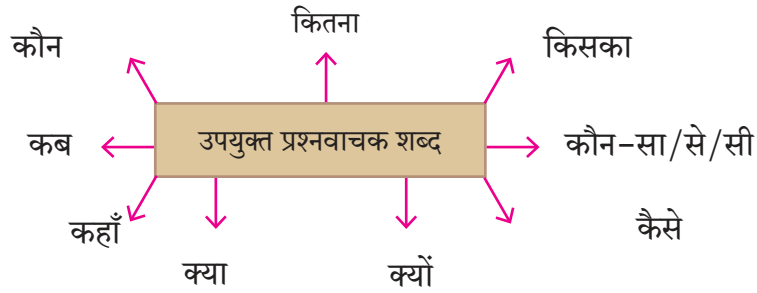 कितना
कौन
किसका
कब
उपयुक्त प्रश्नवाचक शब्द
कौन-सा/से/सी
कहाँ
कैसे
क्या
क्यों